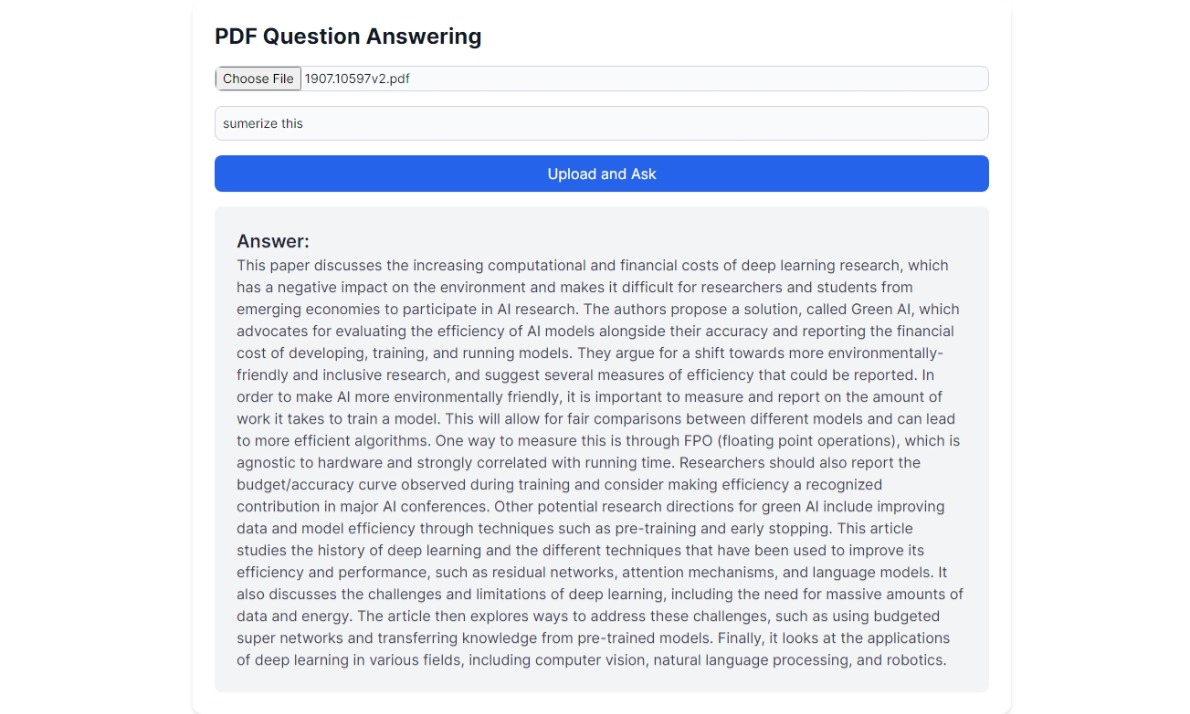 PDF Question Answering
Choose File 1907.10597v2.pdf
sumerize this
Upload and Ask
Answer:
This paper discusses the increasing computational and financial costs of deep learning research, which
has a negative impact on the environment and makes it difficult for researchers and students from
emerging economies to participate in AI research. The authors propose a solution, called Green AI, which
advocates for evaluating the efficiency of AI models alongside their accuracy and reporting the financial
cost of developing, training, and running models. They argue for a shift towards more environmentally-
friendly and inclusive research, and suggest several measures of efficiency that could be reported. In
order to make AI more environmentally friendly, it is important to measure and report on the amount of
work it takes to train a model. This will allow for fair comparisons between different models and can lead
to more efficient algorithms. One way to measure this is through FPO (floating point operations), which is
agnostic to hardware and strongly correlated with running time. Researchers should also report the
budget/accuracy curve observed during training and consider making efficiency a recognized
contribution in major AI conferences. Other potential research directions for green AI include improving
data and model efficiency through techniques such as pre-training and early stopping. This article
studies the history of deep learning and the different techniques that have been used to improve its
efficiency and performance, such as residual networks, attention mechanisms, and language models. It
also discusses the challenges and limitations of deep learning, including the need for massive amounts of
data and energy. The article then explores ways to address these challenges, such as using budgeted
super networks and transferring knowledge from pre-trained models. Finally, it looks at the applications
of deep learning in various fields, including computer vision, natural language processing, and robotics.